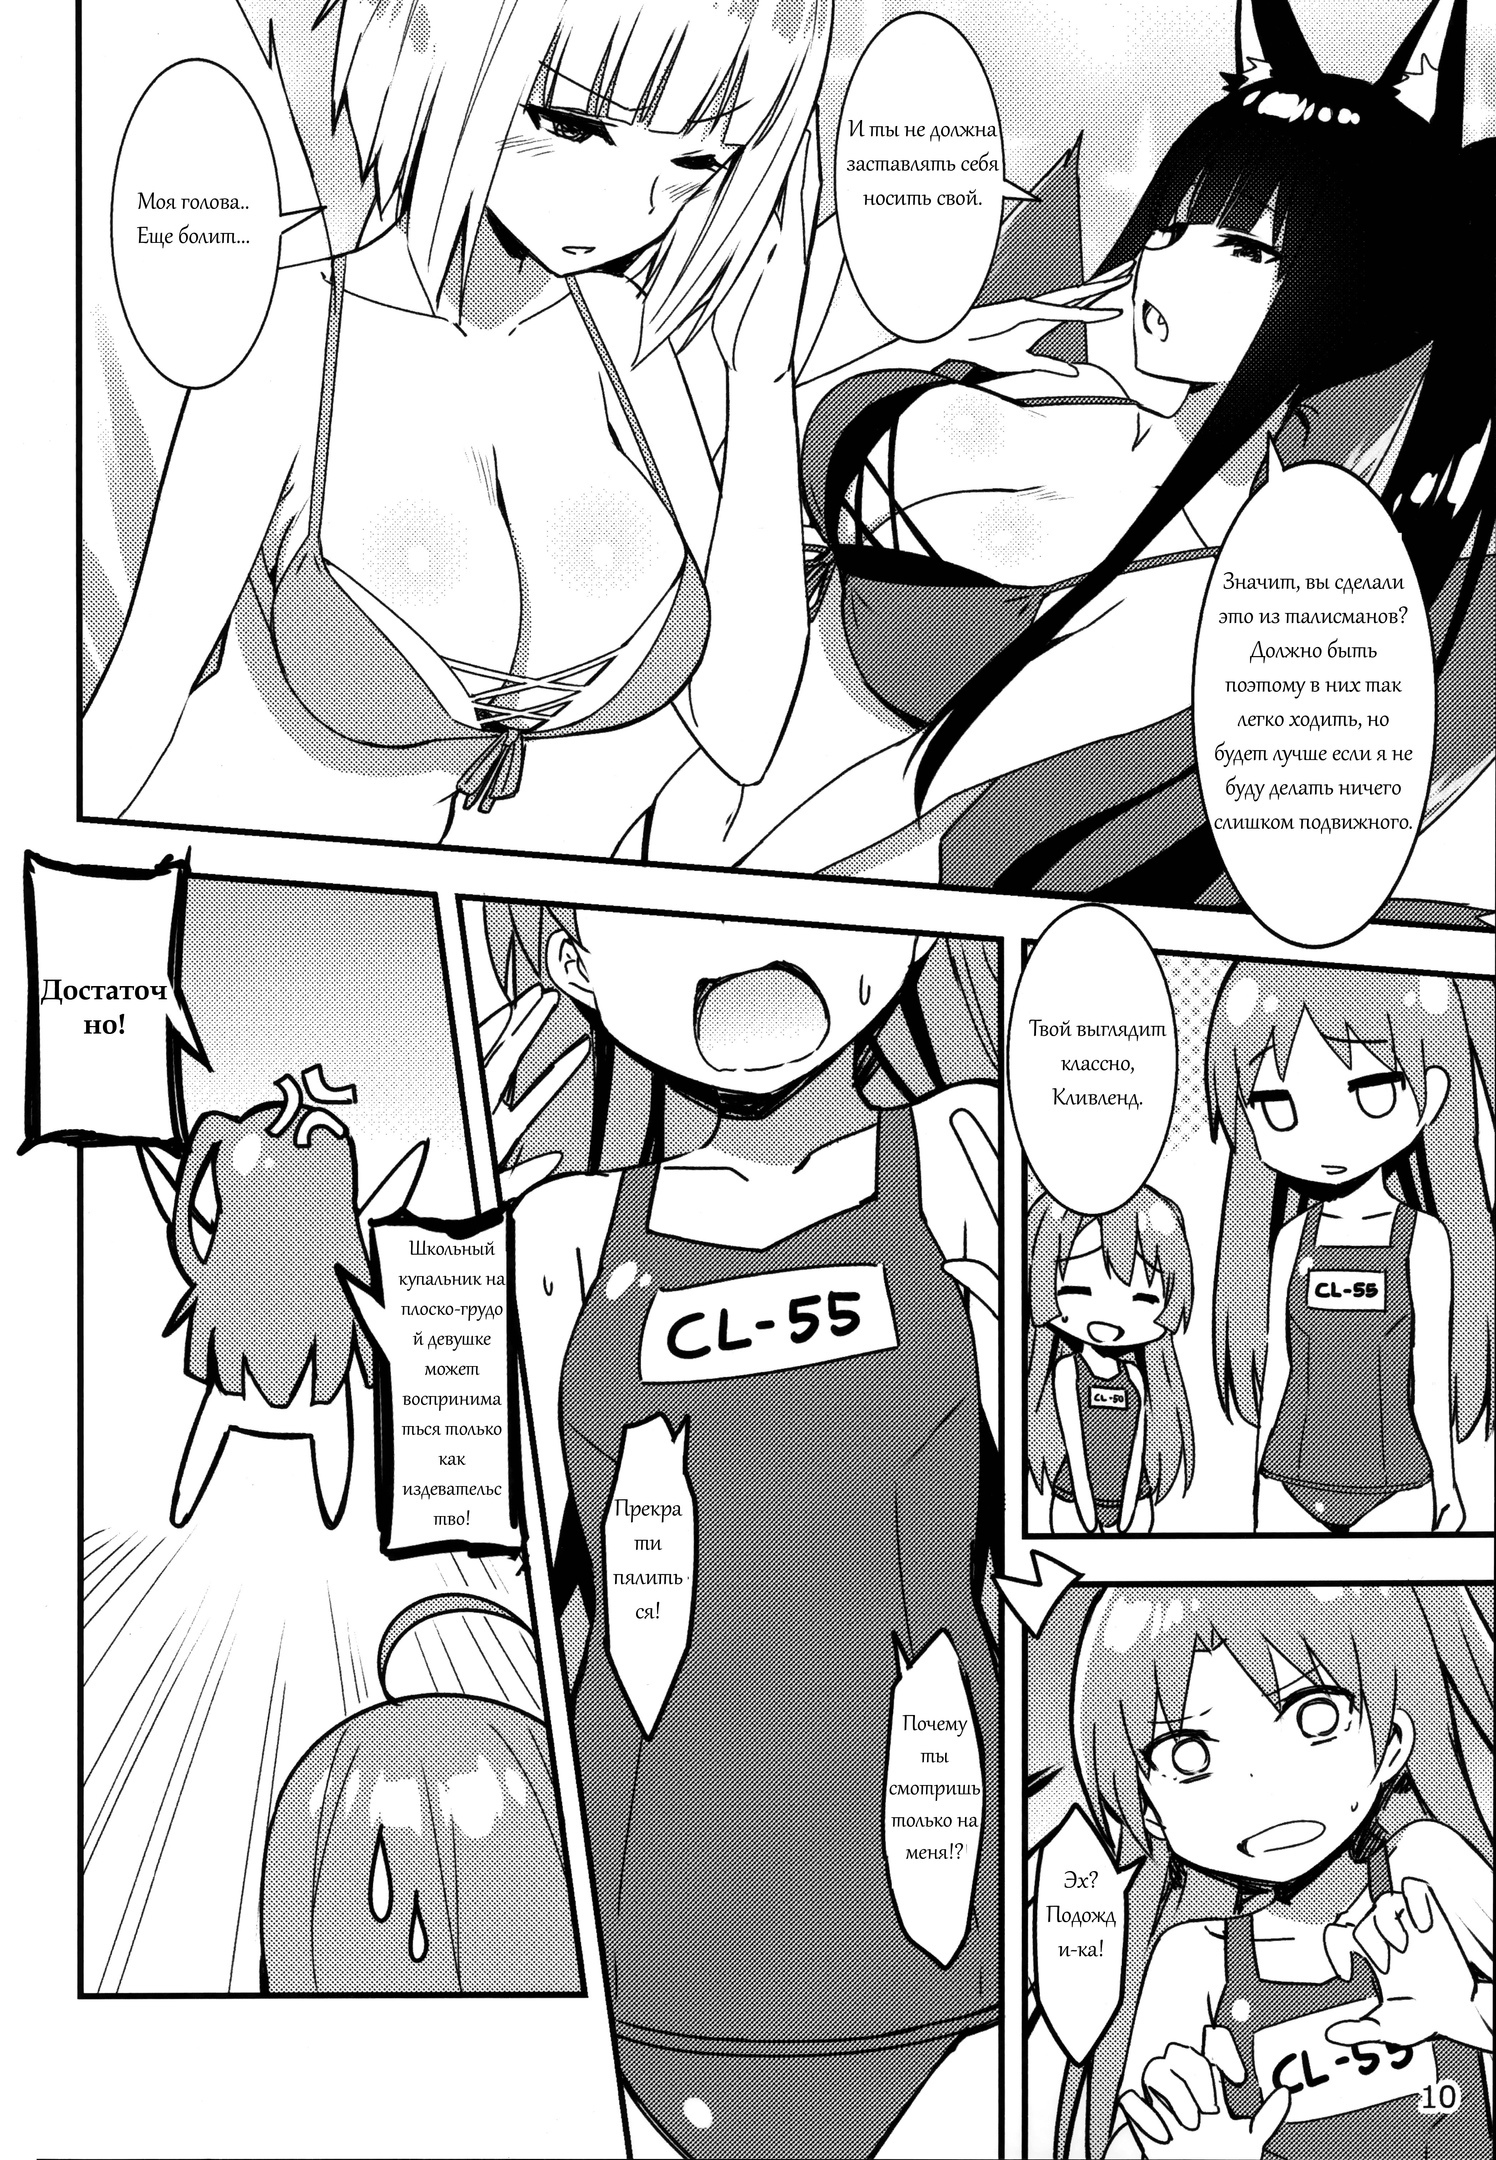 И ты не должна
заставлять себя
носить свой.
Значит, вы сделали
это из талисманов?
Должно быть
поэтому в них так
легко ходить, но
будет лучше если я не
буду делать ничего
слишком подвижного.
Моя голова..
Еще болит...
Твой выглядит
классно,
Кливленд.
CL-55
CL-50
Эх?
Подожд
и-ка!
CL-55
CL-55
Прекра
ти
пялить
ся!
Почему
ты
смотришь
только на
меня!?
Достаточ
но!
Школьный
купальник на
плоско-грудо
й девушке
может
воспринима
ться только
как
издевательс
тво!
10